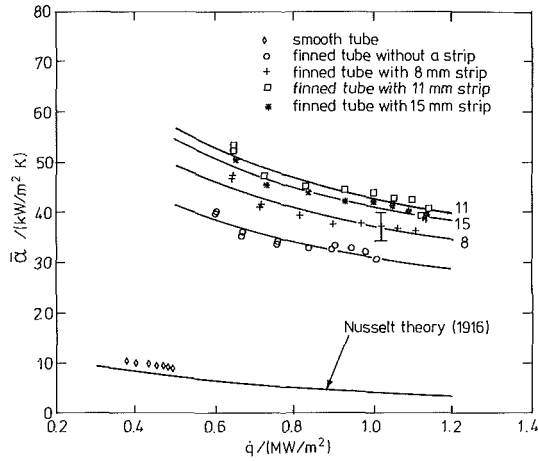 80
70
60
50
40
30
20
10
0
ᾱ /(kW/m² K)
◊ smooth tube
○ finned tube without a strip
+ finned tube with 8 mm strip
□ finned tube with 11 mm strip
* finned tube with 15 mm strip
11
15
8
Nusselt theory (1916)
0.2 0.4 0.6 0.8 1.0 1.2 1.4
q̇ /(MW/m²)